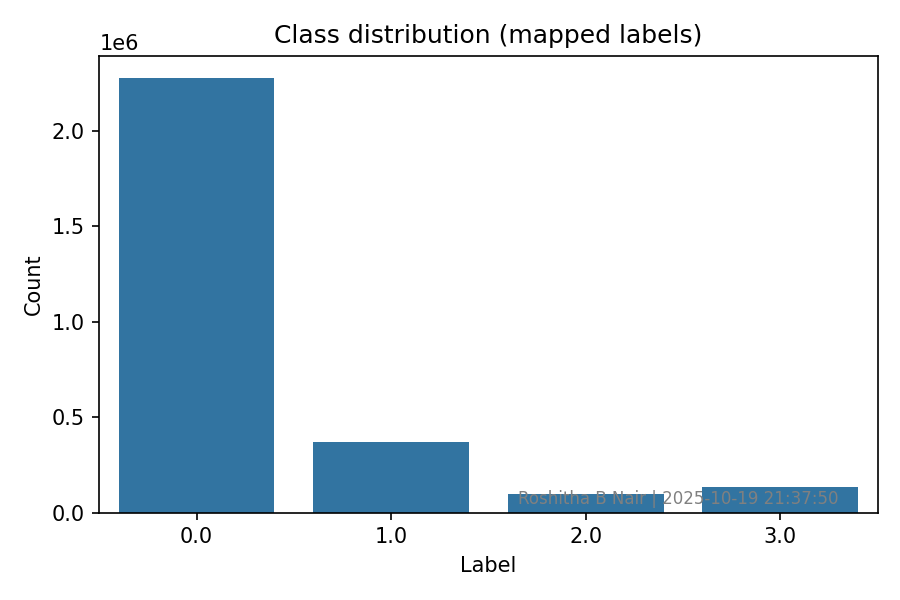 Class distribution (mapped labels)
1e6
2.0
1.5
1.0
0.5
0.0
Count
0.0 1.0 2.0 3.0
Label
Roshitha B Nair | 2025-10-19 21:37:50